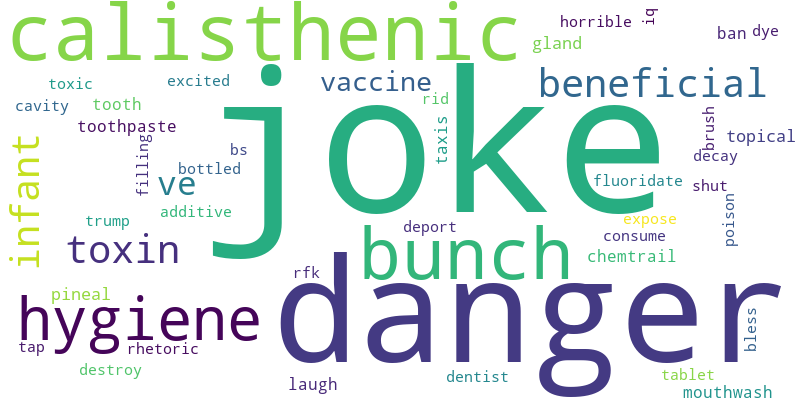 calisthenic
horrible
iq
ban
dye
gland
toxic
excited
vaccine
beneficial
cavity
tooth
rid
joke
toothpaste
taxis
brush
topical
infant
filling
bs
decay
bottled
ve
fluoridate
shut
additive
poison
trump
expose
deport
consume
toxin
bunch
chemtrail
rfk
danger
pineal
hygiene
bless
tap
rhetoric
destroy
laugh
dentist
tablet
mouthwash